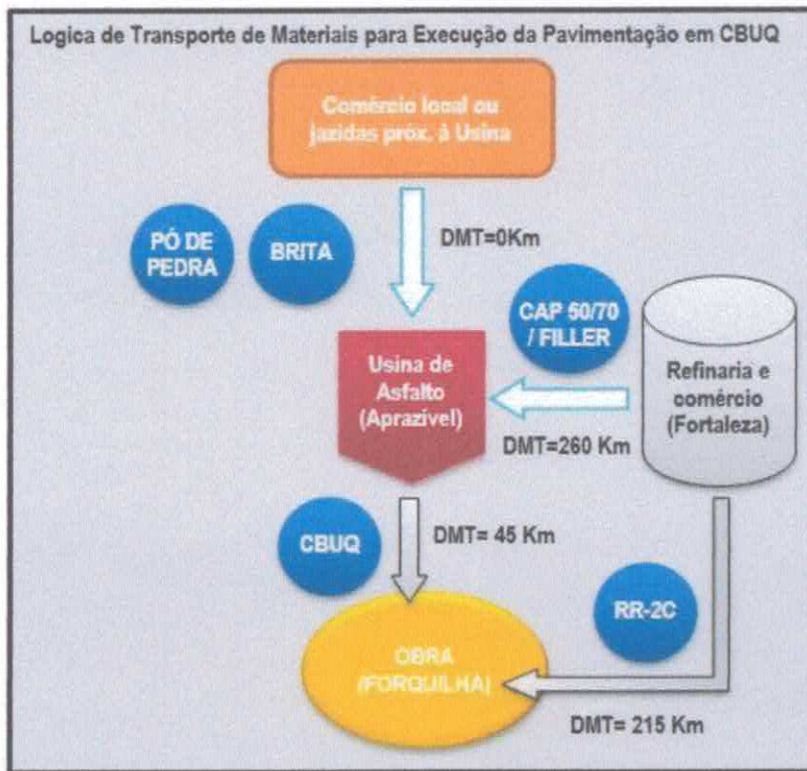 Logica de Transporte de Materiais para Execução da Pavimentação em CBUQ
Comércio local ou
jazidas próx. à Usina
PÓ DE
PEDRA
BRITA
DMT=0Km
CAP 50/70
/ FILLER
Usina de
Asfalto
(Aprazível)
Refinaria e
comércio
(Fortaleza)
DMT=260 Km
CBUQ
DMT= 45 Km
RR-2C
OBRA
(FORQUILHA)
DMT= 215 Km